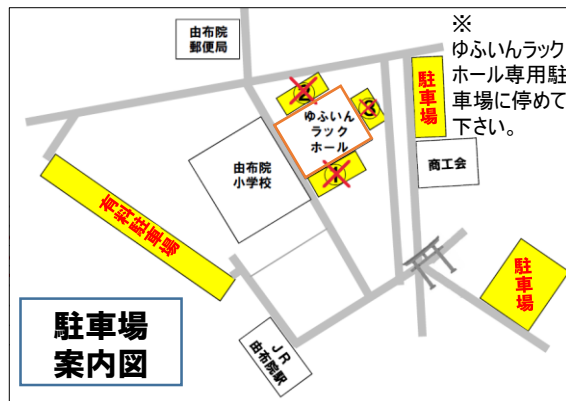 由布院
郵便局
※
ゆふいんラック
ホール専用駐
車場に停めて
下さい。
②
③
ゆふいん
ラック
ホール
①
駐車場
商工会
由布院
小学校
有料駐車場
駐車場
駐車場
案内図
JR
由布院駅